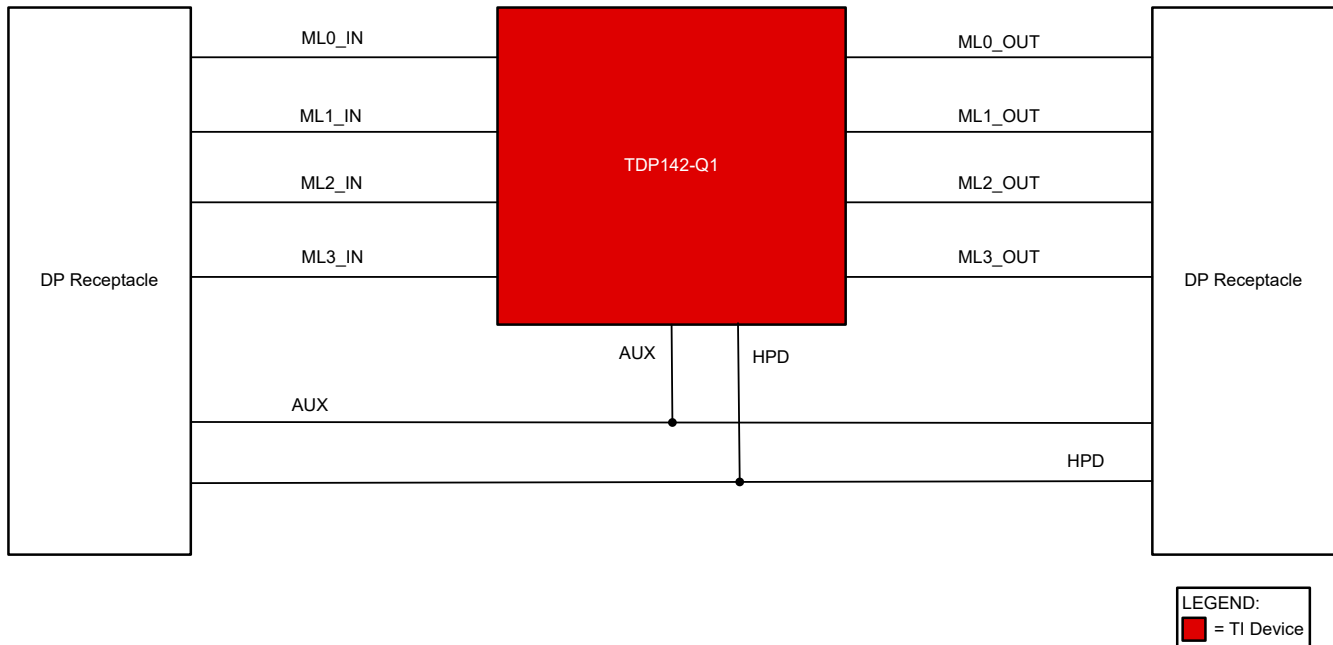 ML0_IN
ML0_OUT
ML1_IN
ML1_OUT
TDP142-Q1
ML2_IN
ML2_OUT
ML3_IN
ML3_OUT
DP Receptacle
DP Receptacle
AUX
HPD
AUX
HPD
LEGEND:
= TI Device